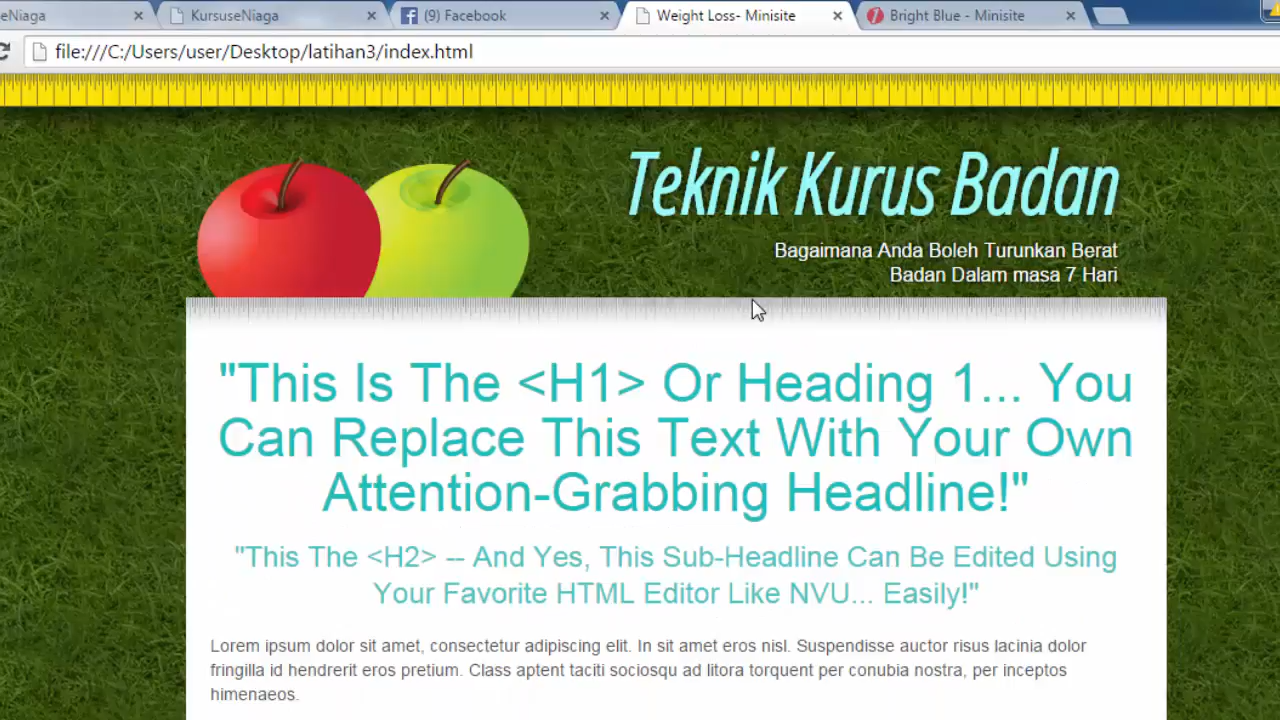 eNiaga
KursuseNiaga
(9) Facebook
Weight Loss- Minisite
Bright Blue - Minisite
file:///C:/Users/user/Desktop/latihan3/index.html
Teknik Kurus Badan
Bagaimana Anda Boleh Turunkan Berat
Badan Dalam masa 7 Hari
"This Is The <H1> Or Heading 1... You
Can Replace This Text With Your Own
Attention-Grabbing Headline!"
"This The <H2> -- And Yes, This Sub-Headline Can Be Edited Using
Your Favorite HTML Editor Like NVU... Easily!"
Lorem ipsum dolor sit amet, consectetur adipiscing elit. In sit amet eros nisl. Suspendisse auctor risus lacinia dolor
fringilla id hendrerit eros pretium. Class aptent taciti sociosqu ad litora torquent per conubia nostra, per inceptos
himenaeos.